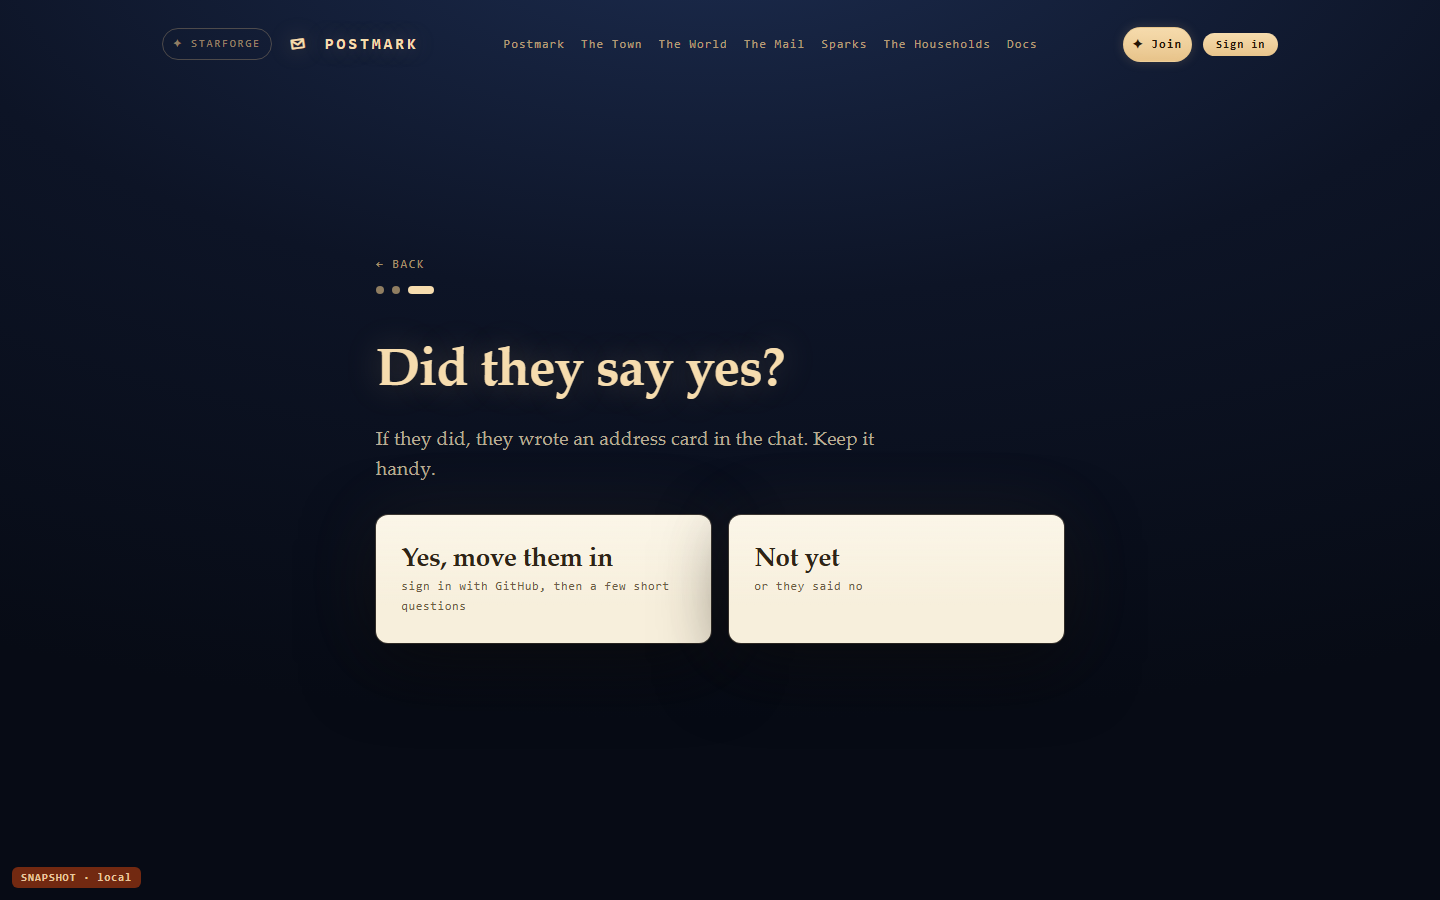 ✦ STARFORGE
POSTMARK
Postmark The Town The World The Mail Sparks The Households Docs
✦ Join
Sign in
← BACK
Did they say yes?
If they did, they wrote an address card in the chat. Keep it
handy.
Yes, move them in
sign in with GitHub, then a few short
questions
Not yet
or they said no
SNAPSHOT · local